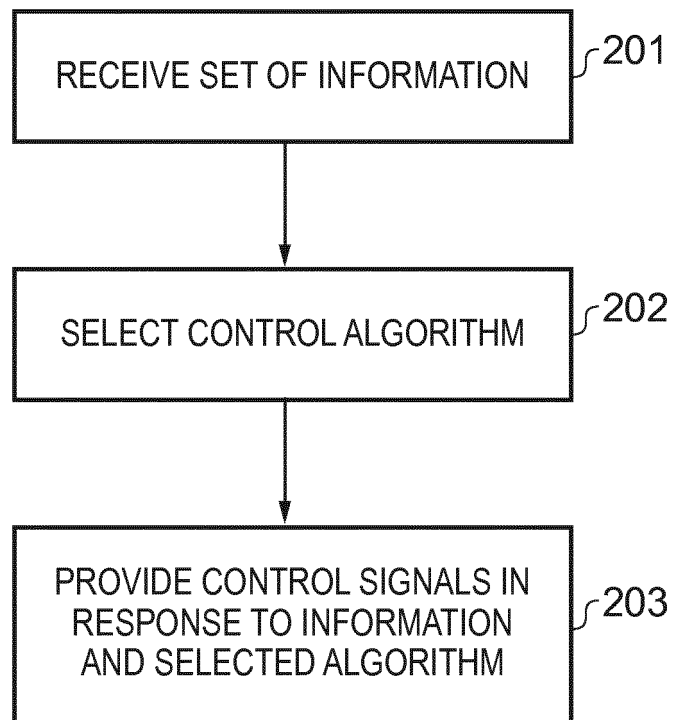 RECEIVE SET OF INFORMATION
201
SELECT CONTROL ALGORITHM
202
PROVIDE CONTROL SIGNALS IN
RESPONSE TO INFORMATION
AND SELECTED ALGORITHM
203